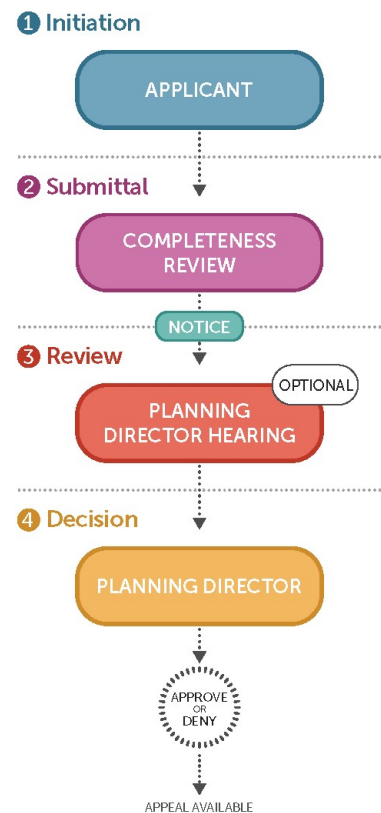 1 Initiation
APPLICANT
2 Submittal
COMPLETENESS
REVIEW
NOTICE
3 Review
OPTIONAL
PLANNING
DIRECTOR HEARING
4 Decision
PLANNING DIRECTOR
APPROVE
OR
DENY
APPEAL AVAILABLE